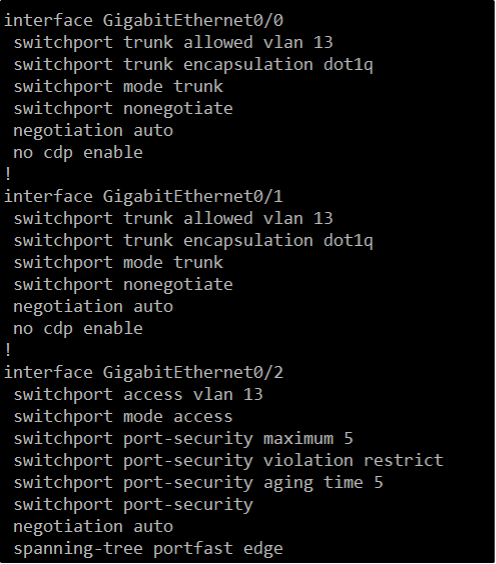 interface GigabitEthernet0/0
switchport trunk allowed vlan 13
switchport trunk encapsulation dot1q
switchport mode trunk
switchport nonegotiate
negotiation auto
no cdp enable
!
interface GigabitEthernet0/1
switchport trunk allowed vlan 13
switchport trunk encapsulation dot1q
switchport mode trunk
switchport nonegotiate
negotiation auto
no cdp enable
!
interface GigabitEthernet0/2
switchport access vlan 13
switchport mode access
switchport port-security maximum 5
switchport port-security violation restrict
switchport port-security aging time 5
switchport port-security
negotiation auto
spanning-tree portfast edge